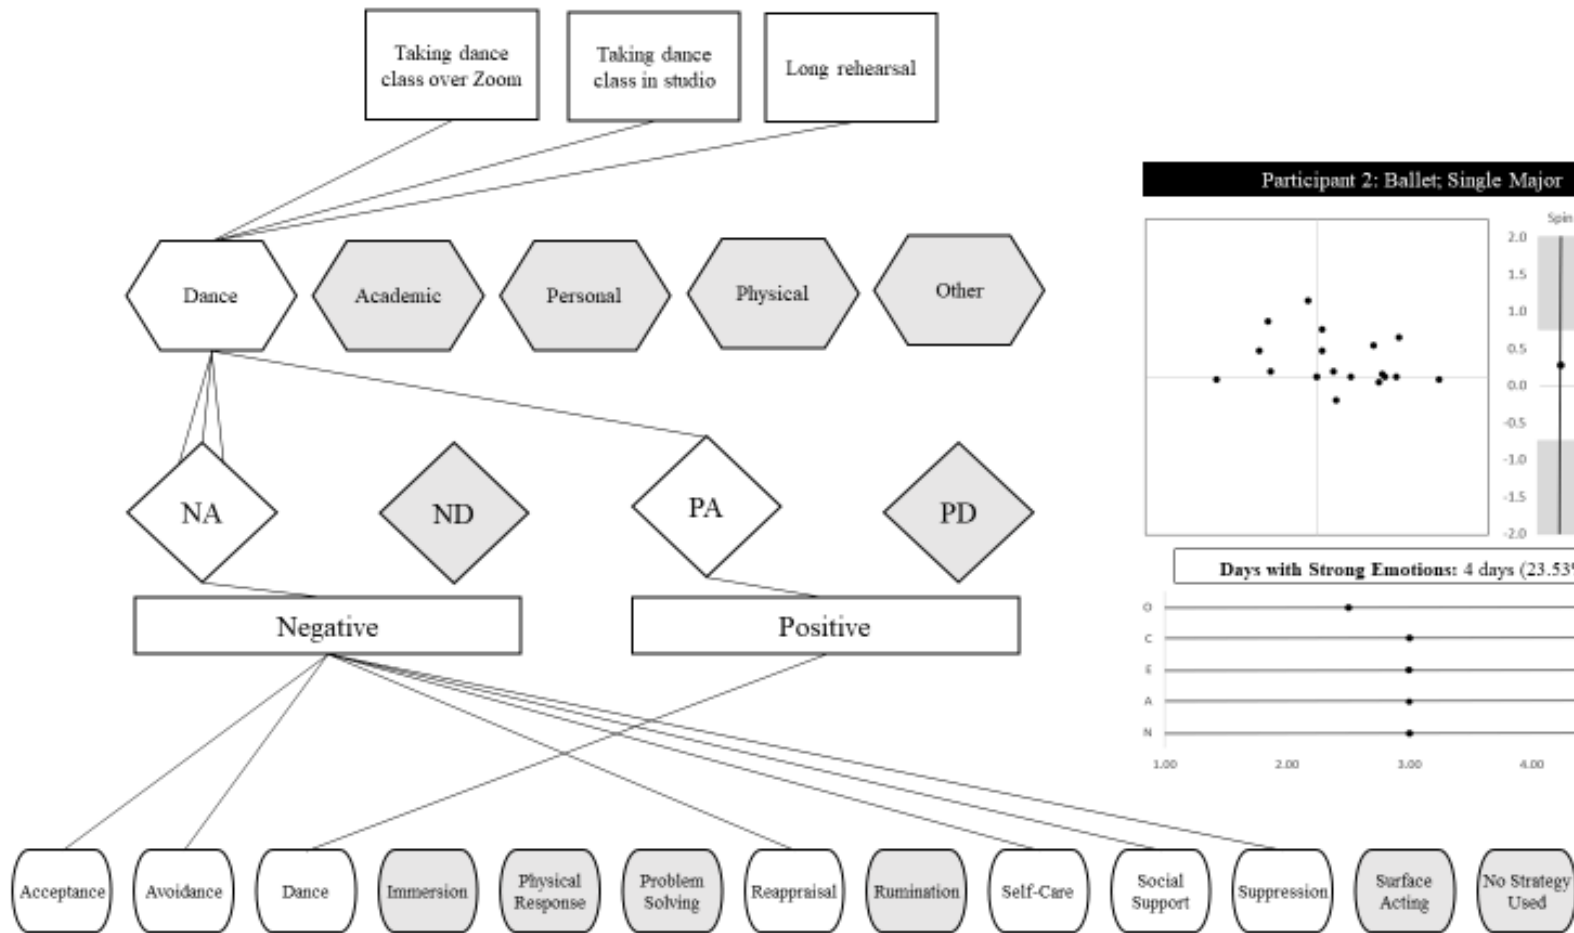 Taking dance
class over Zoom
Taking dance
class in studio
Long rehearsal
Participant 2: Ballet; Single Major
Spin
2.0
1.5
1.0
0.5
0.0
-0.5
-1.0
-1.5
-2.0
Dance
Academic
Personal
Physical
Other
NA
ND
PA
PD
Days with Strong Emotions: 4 days (23.53%
Negative
Positive
O
C
E
A
N
1.00
2.00
3.00
4.00
Acceptance
Avoidance
Dance
Immersion
Physical
Response
Problem
Solving
Reappraisal
Rumination
Self-Care
Social
Support
Suppression
Surface
Acting
No Strategy
Used